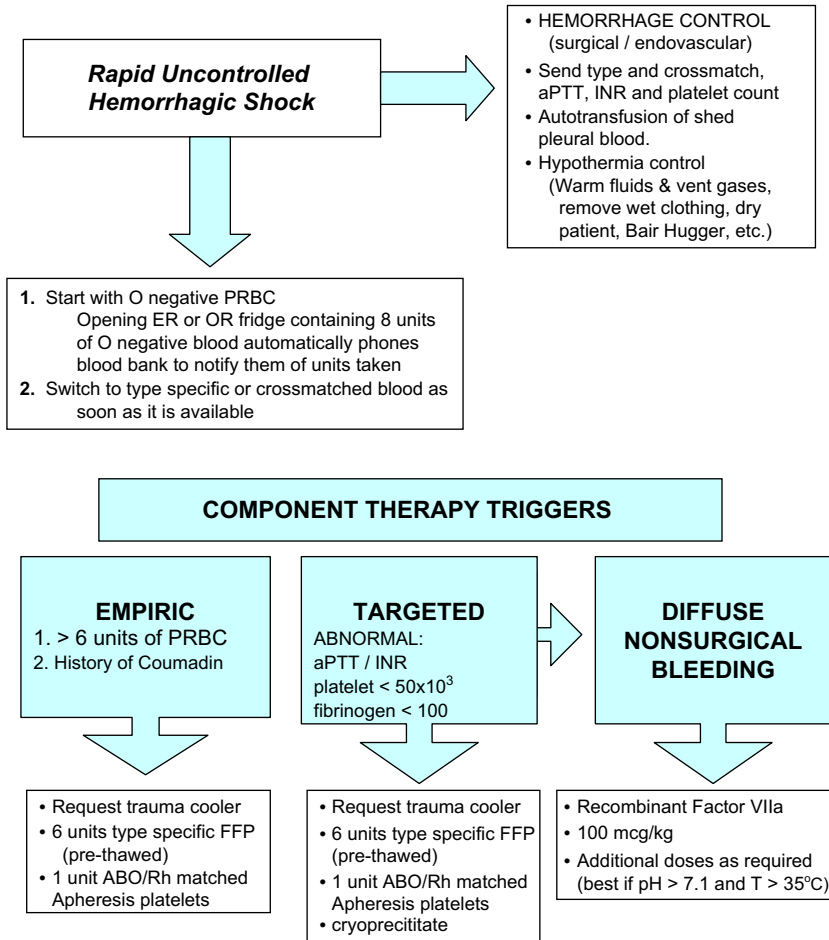 Rapid Uncontrolled
Hemorrhagic Shock
• HEMORRHAGE CONTROL
(surgical / endovascular)
• Send type and crossmatch,
aPTT, INR and platelet count
• Autotransfusion of shed
pleural blood.
• Hypothermia control
(Warm fluids & vent gases,
remove wet clothing, dry
patient, Bair Hugger, etc.)
1. Start with O negative PRBC
Opening ER or OR fridge containing 8 units
of O negative blood automatically phones
blood bank to notify them of units taken
2. Switch to type specific or crossmatched blood as
soon as it is available
COMPONENT THERAPY TRIGGERS
EMPIRIC
1. > 6 units of PRBC
2. History of Coumadin
TARGETED
ABNORMAL:
aPTT / INR
platelet < 50x10³
fibrinogen < 100
DIFFUSE
NONSURGICAL
BLEEDING
• Request trauma cooler
• 6 units type specific FFP
(pre-thawed)
• 1 unit ABO/Rh matched
Apheresis platelets
• Request trauma cooler
• 6 units type specific FFP
(pre-thawed)
• 1 unit ABO/Rh matched
Apheresis platelets
• cryoprecititate
• Recombinant Factor VIIa
• 100 mcg/kg
• Additional doses as required
(best if pH > 7.1 and T > 35°C)